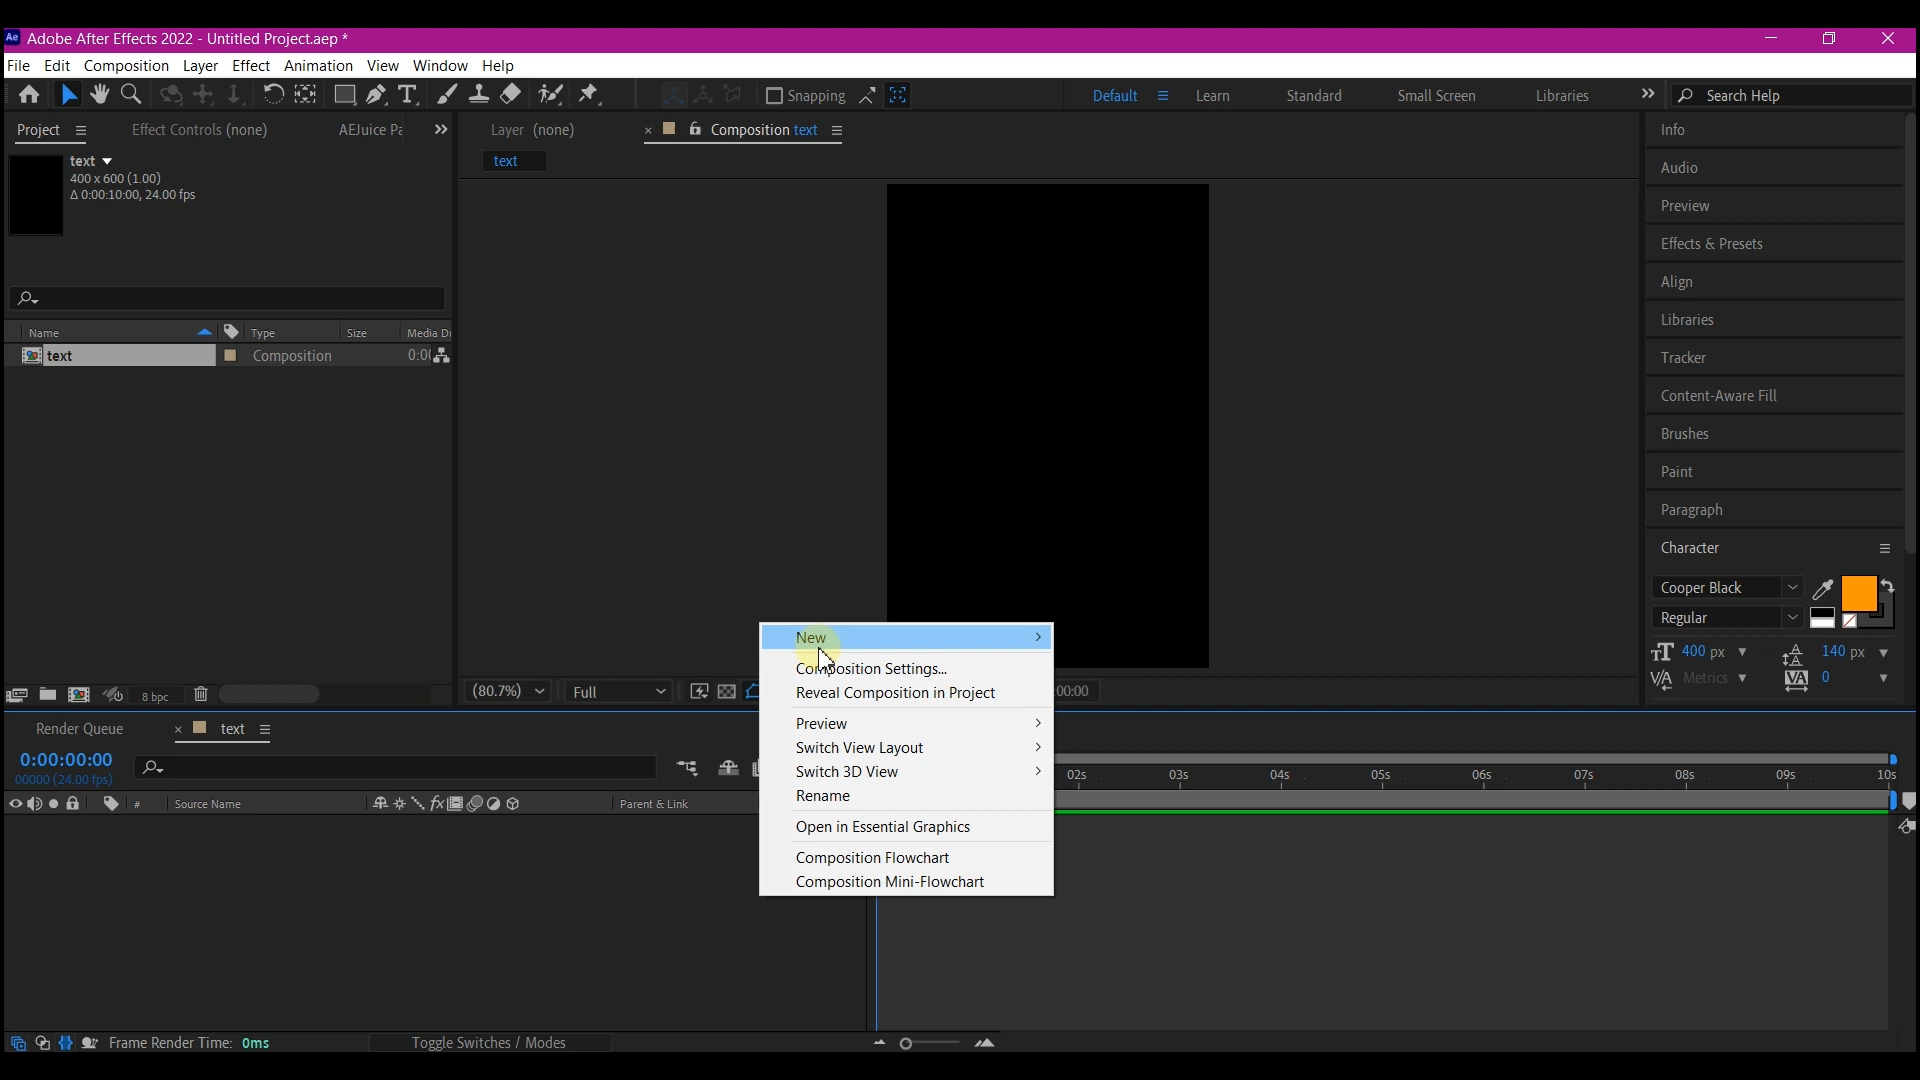 Ae Adobe After Effects 2022 - Untitled Project.aep *
File Edit Composition Layer Effect Animation View Window Help
Snapping Default Learn Standard Small Screen Libraries Search Help
Project Effect Controls (none) AEJuice Pa
Layer (none) Composition text
text
text
400 x 600 (1.00)
Δ 0:00:10:00, 24.00 fps
Name Type Size Media Du
text Composition 0:00
8 bpc
(80.7%) Full
00:00
Info
Audio
Preview
Effects & Presets
Align
Libraries
Tracker
Content-Aware Fill
Brushes
Paint
Paragraph
Character
Cooper Black
Regular
400 px 140 px
Metrics 0
New
Composition Settings...
Reveal Composition in Project
Preview
Switch View Layout
Switch 3D View
Rename
Open in Essential Graphics
Composition Flowchart
Composition Mini-Flowchart
Render Queue text
0:00:00:00
00000 (24.00 fps)
02s 03s 04s 05s 06s 07s 08s 09s 10s
# Source Name Parent & Link
Frame Render Time: 0ms Toggle Switches / Modes